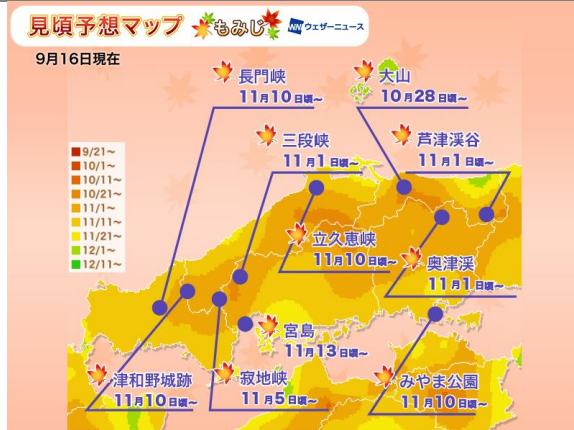 見頃予想マップ もみじ ウェザーニュース
9月16日現在
長門峡
11月10日頃~
大山
10月28日頃~
三段峡
11月1日頃~
芦津渓谷
11月1日頃~
9/21~
10/1~
10/11~
10/21~
11/1~
11/11~
11/21~
12/1~
12/11~
立久恵峡
11月10日頃~
奥津渓
11月1日頃~
宮島
11月13日頃~
津和野城跡
11月10日頃~
寂地峡
11月5日頃~
みやま公園
11月10日頃~